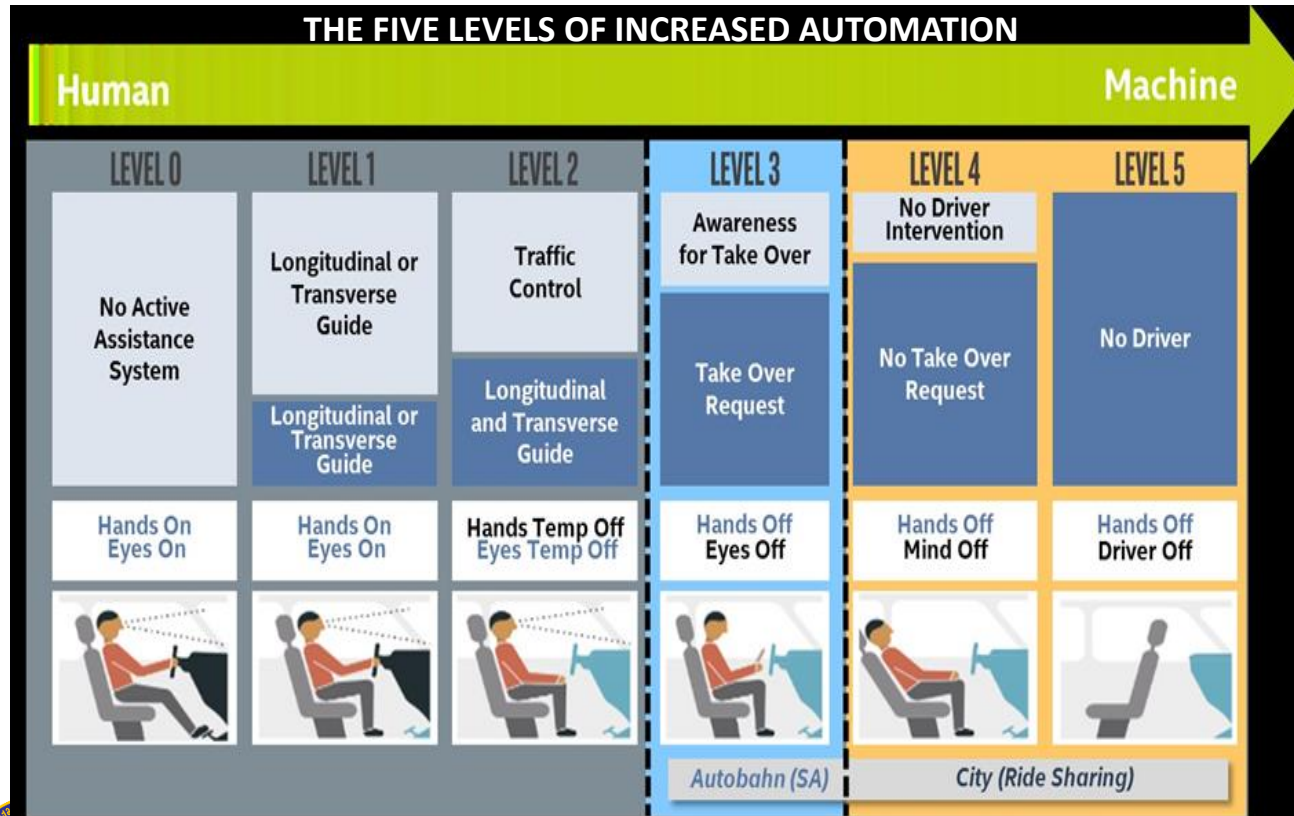 THE FIVE LEVELS OF INCREASED AUTOMATION
Human
Machine
LEVEL 0
No Active
Assistance
System
Hands On
Eyes On
LEVEL 1
Longitudinal or
Transverse
Guide
Longitudinal or
Transverse
Guide
Hands On
Eyes On
LEVEL 2
Traffic
Control
Longitudinal
and Transverse
Guide
Hands Temp Off
Eyes Temp Off
LEVEL 3
Awareness
for Take Over
Take Over
Request
Hands Off
Eyes Off
LEVEL 4
No Driver
Intervention
No Take Over
Request
Hands Off
Mind Off
LEVEL 5
No Driver
Hands Off
Driver Off
Autobahn (SA)
City (Ride Sharing)